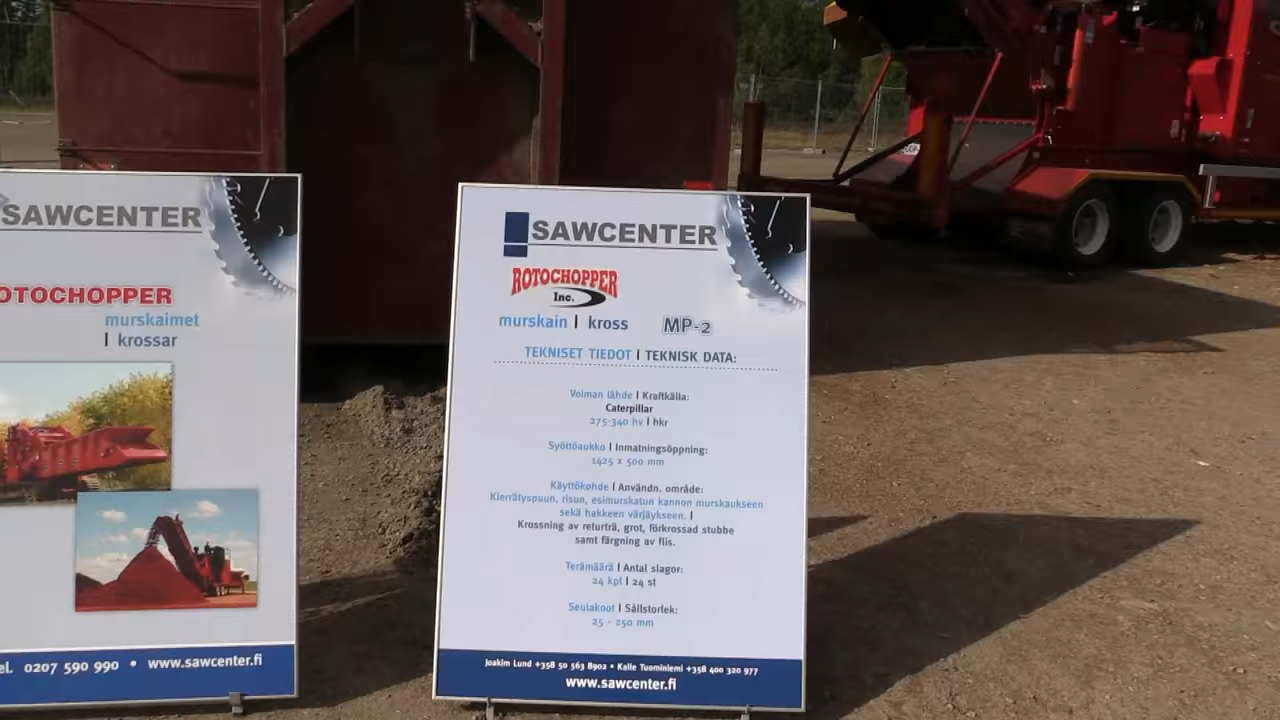 SAWCENTER
OTOCHOPPER
murskaimet
| krossar
el. 0207 590 990 • www.sawcenter.fi
SAWCENTER
ROTOCHOPPER
Inc.
murskain | kross MP-2
TEKNISET TIEDOT | TEKNISK DATA:
Voiman lähde | Kraftkälla:
Caterpillar
275-340 hv | hkr
Syöttöaukko | Inmatningsöppning:
1425 x 500 mm
Käyttökohde | Användn. område:
Kierrätyspuun, risun, esimurskatun kannon murskaukseen
sekä hakkeen värjäykseen. |
Krossning av returträ, grot, förkrossad stubbe
samt färgning av flis.
Terämäärä | Antal slagor:
24 kpl | 24 st
Seulakoot | Sållstorlek:
25 - 250 mm
Joakim Lund +358 50 563 8902 • Kalle Tuominiemi +358 400 320 977
www.sawcenter.fi